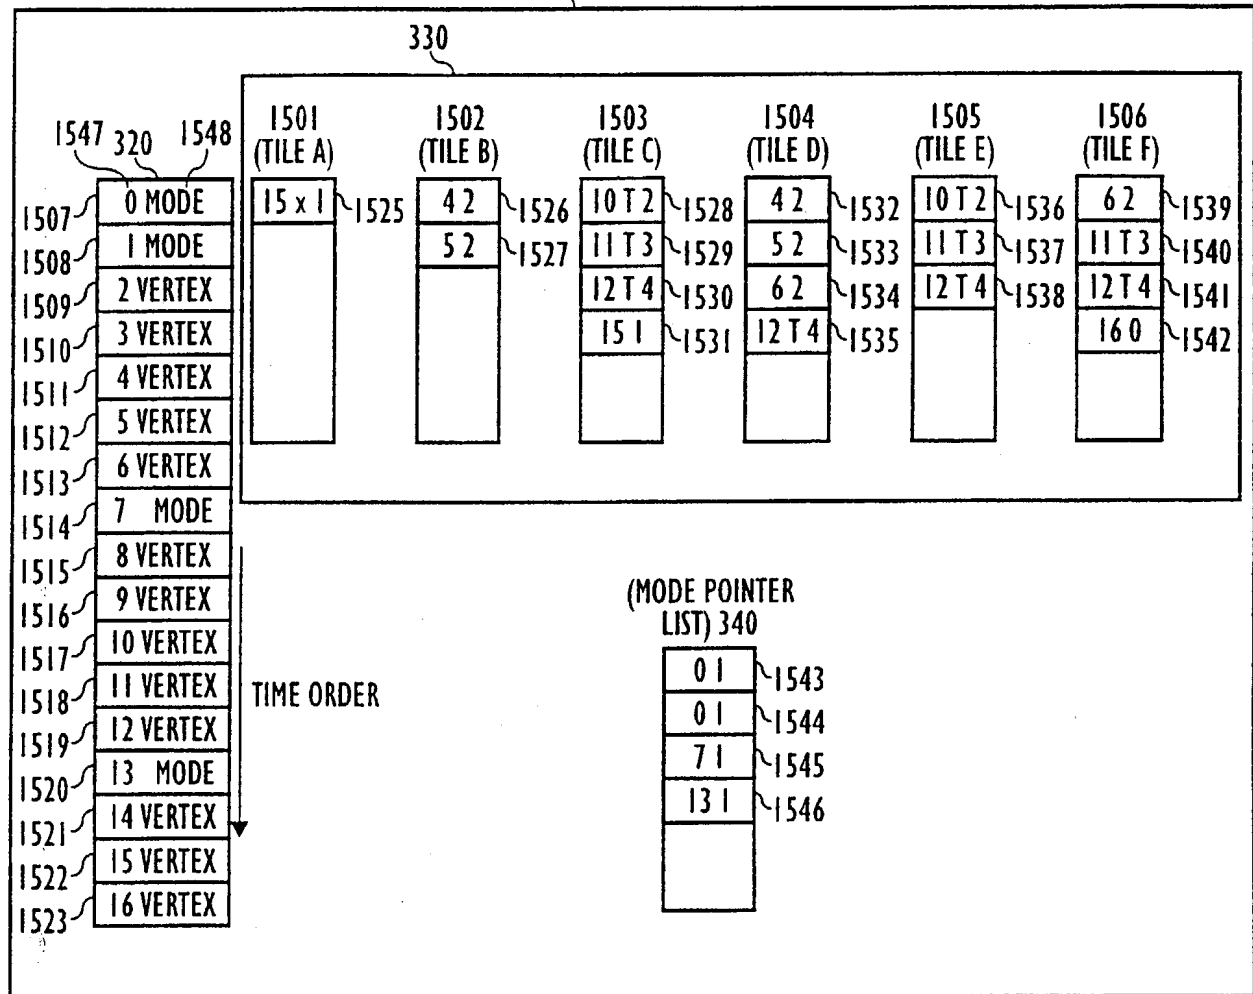 330
1501
(TILE A)
1502
(TILE B)
1503
(TILE C)
1504
(TILE D)
1505
(TILE E)
1506
(TILE F)
1547
320
1548
1507
0 MODE
1508
1 MODE
1509
2 VERTEX
1510
3 VERTEX
1511
4 VERTEX
1512
5 VERTEX
1513
6 VERTEX
1514
7 MODE
1515
8 VERTEX
1516
9 VERTEX
1517
10 VERTEX
1518
11 VERTEX
1519
12 VERTEX
1520
13 MODE
1521
14 VERTEX
1522
15 VERTEX
1523
16 VERTEX
TIME ORDER
15 x 1
1525
4 2
1526
5 2
1527
10 T 2
1528
11 T 3
1529
12 T 4
1530
15 1
1531
4 2
1532
5 2
1533
6 2
1534
12 T 4
1535
10 T 2
1536
11 T 3
1537
12 T 4
1538
6 2
1539
11 T 3
1540
12 T 4
1541
16 0
1542
(MODE POINTER
LIST) 340
0 1
1543
0 1
1544
7 1
1545
13 1
1546